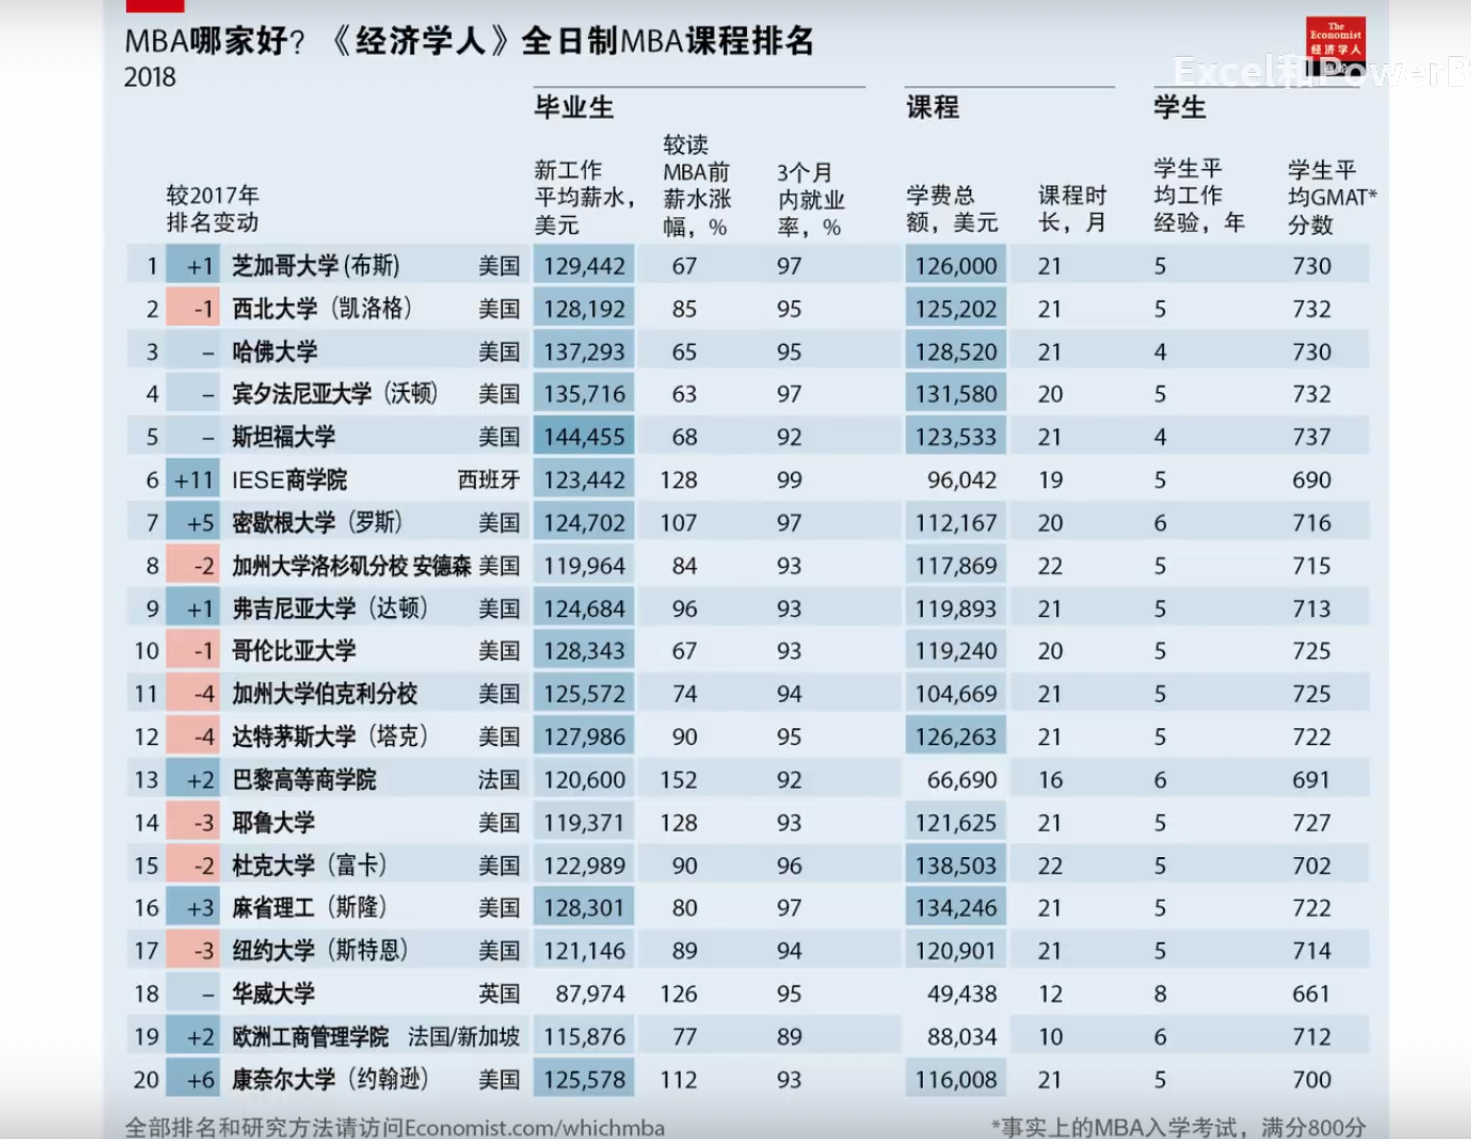 MBA哪家好？《经济学人》全日制MBA课程排名
2018
The
Economist
经济学人
Excel和PowerB
毕业生 课程 学生
较2017年排名变动 新工作平均薪水，美元 较读MBA前薪水涨幅，% 3个月内就业率，% 学费总额，美元 课程时长，月 学生平均工作经验，年 学生平均GMAT*分数
1 +1 芝加哥大学(布斯) 美国 129,442 67 97 126,000 21 5 730
2 -1 西北大学（凯洛格） 美国 128,192 85 95 125,202 21 5 732
3 – 哈佛大学 美国 137,293 65 95 128,520 21 4 730
4 – 宾夕法尼亚大学（沃顿） 美国 135,716 63 97 131,580 20 5 732
5 – 斯坦福大学 美国 144,455 68 92 123,533 21 4 737
6 +11 IESE商学院 西班牙 123,442 128 99 96,042 19 5 690
7 +5 密歇根大学（罗斯） 美国 124,702 107 97 112,167 20 6 716
8 -2 加州大学洛杉矶分校 安德森 美国 119,964 84 93 117,869 22 5 715
9 +1 弗吉尼亚大学（达顿） 美国 124,684 96 93 119,893 21 5 713
10 -1 哥伦比亚大学 美国 128,343 67 93 119,240 20 5 725
11 -4 加州大学伯克利分校 美国 125,572 74 94 104,669 21 5 725
12 -4 达特茅斯大学（塔克） 美国 127,986 90 95 126,263 21 5 722
13 +2 巴黎高等商学院 法国 120,600 152 92 66,690 16 6 691
14 -3 耶鲁大学 美国 119,371 128 93 121,625 21 5 727
15 -2 杜克大学（富卡） 美国 122,989 90 96 138,503 22 5 702
16 +3 麻省理工（斯隆） 美国 128,301 80 97 134,246 21 5 722
17 -3 纽约大学（斯特恩） 美国 121,146 89 94 120,901 21 5 714
18 – 华威大学 英国 87,974 126 95 49,438 12 8 661
19 +2 欧洲工商管理学院 法国/新加坡 115,876 77 89 88,034 10 6 712
20 +6 康奈尔大学（约翰逊） 美国 125,578 112 93 116,008 21 5 700
全部排名和研究方法请访问Economist.com/whichmba *事实上的MBA入学考试，满分800分